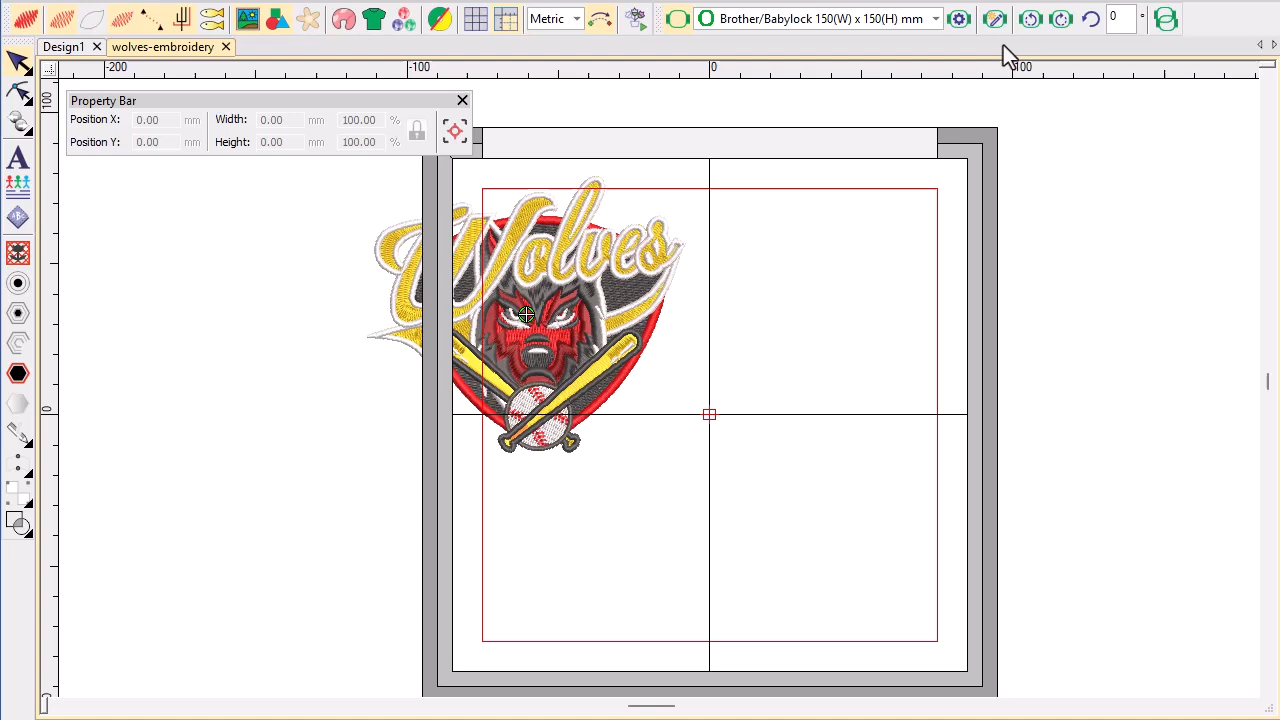 Metric
Brother/Babylock 150(W) x 150(H) mm
0
°
Design1
wolves-embroidery
-200
-100
0
100
100
0
Property Bar
Position X:
0.00
mm
Width:
0.00
mm
100.00
%
Position Y:
0.00
mm
Height:
0.00
mm
100.00
%
A
ABC
Wolves